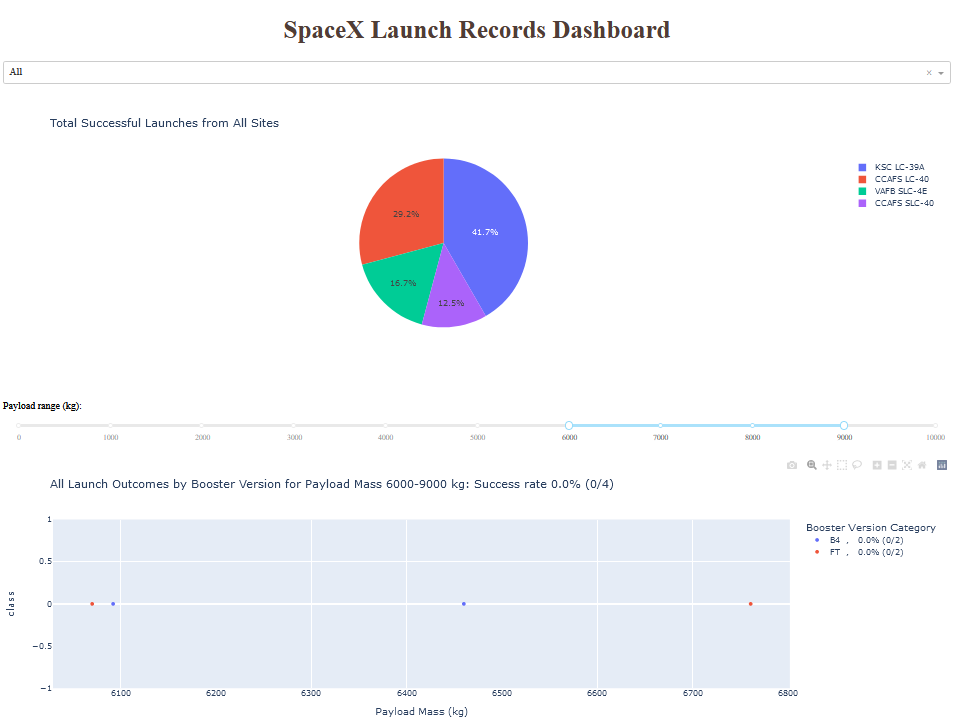 SpaceX Launch Records Dashboard
All
Total Successful Launches from All Sites
KSC LC-39A
CCAFS LC-40
VAFB SLC-4E
CCAFS SLC-40
29.2%
41.7%
16.7%
12.5%
Payload range (kg):
0 1000 2000 3000 4000 5000 6000 7000 8000 9000 10000
All Launch Outcomes by Booster Version for Payload Mass 6000-9000 kg: Success rate 0.0% (0/4)
Booster Version Category
B4 , 0.0% (0/2)
FT , 0.0% (0/2)
1
0.5
0
−0.5
−1
class
6100 6200 6300 6400 6500 6600 6700 6800
Payload Mass (kg)